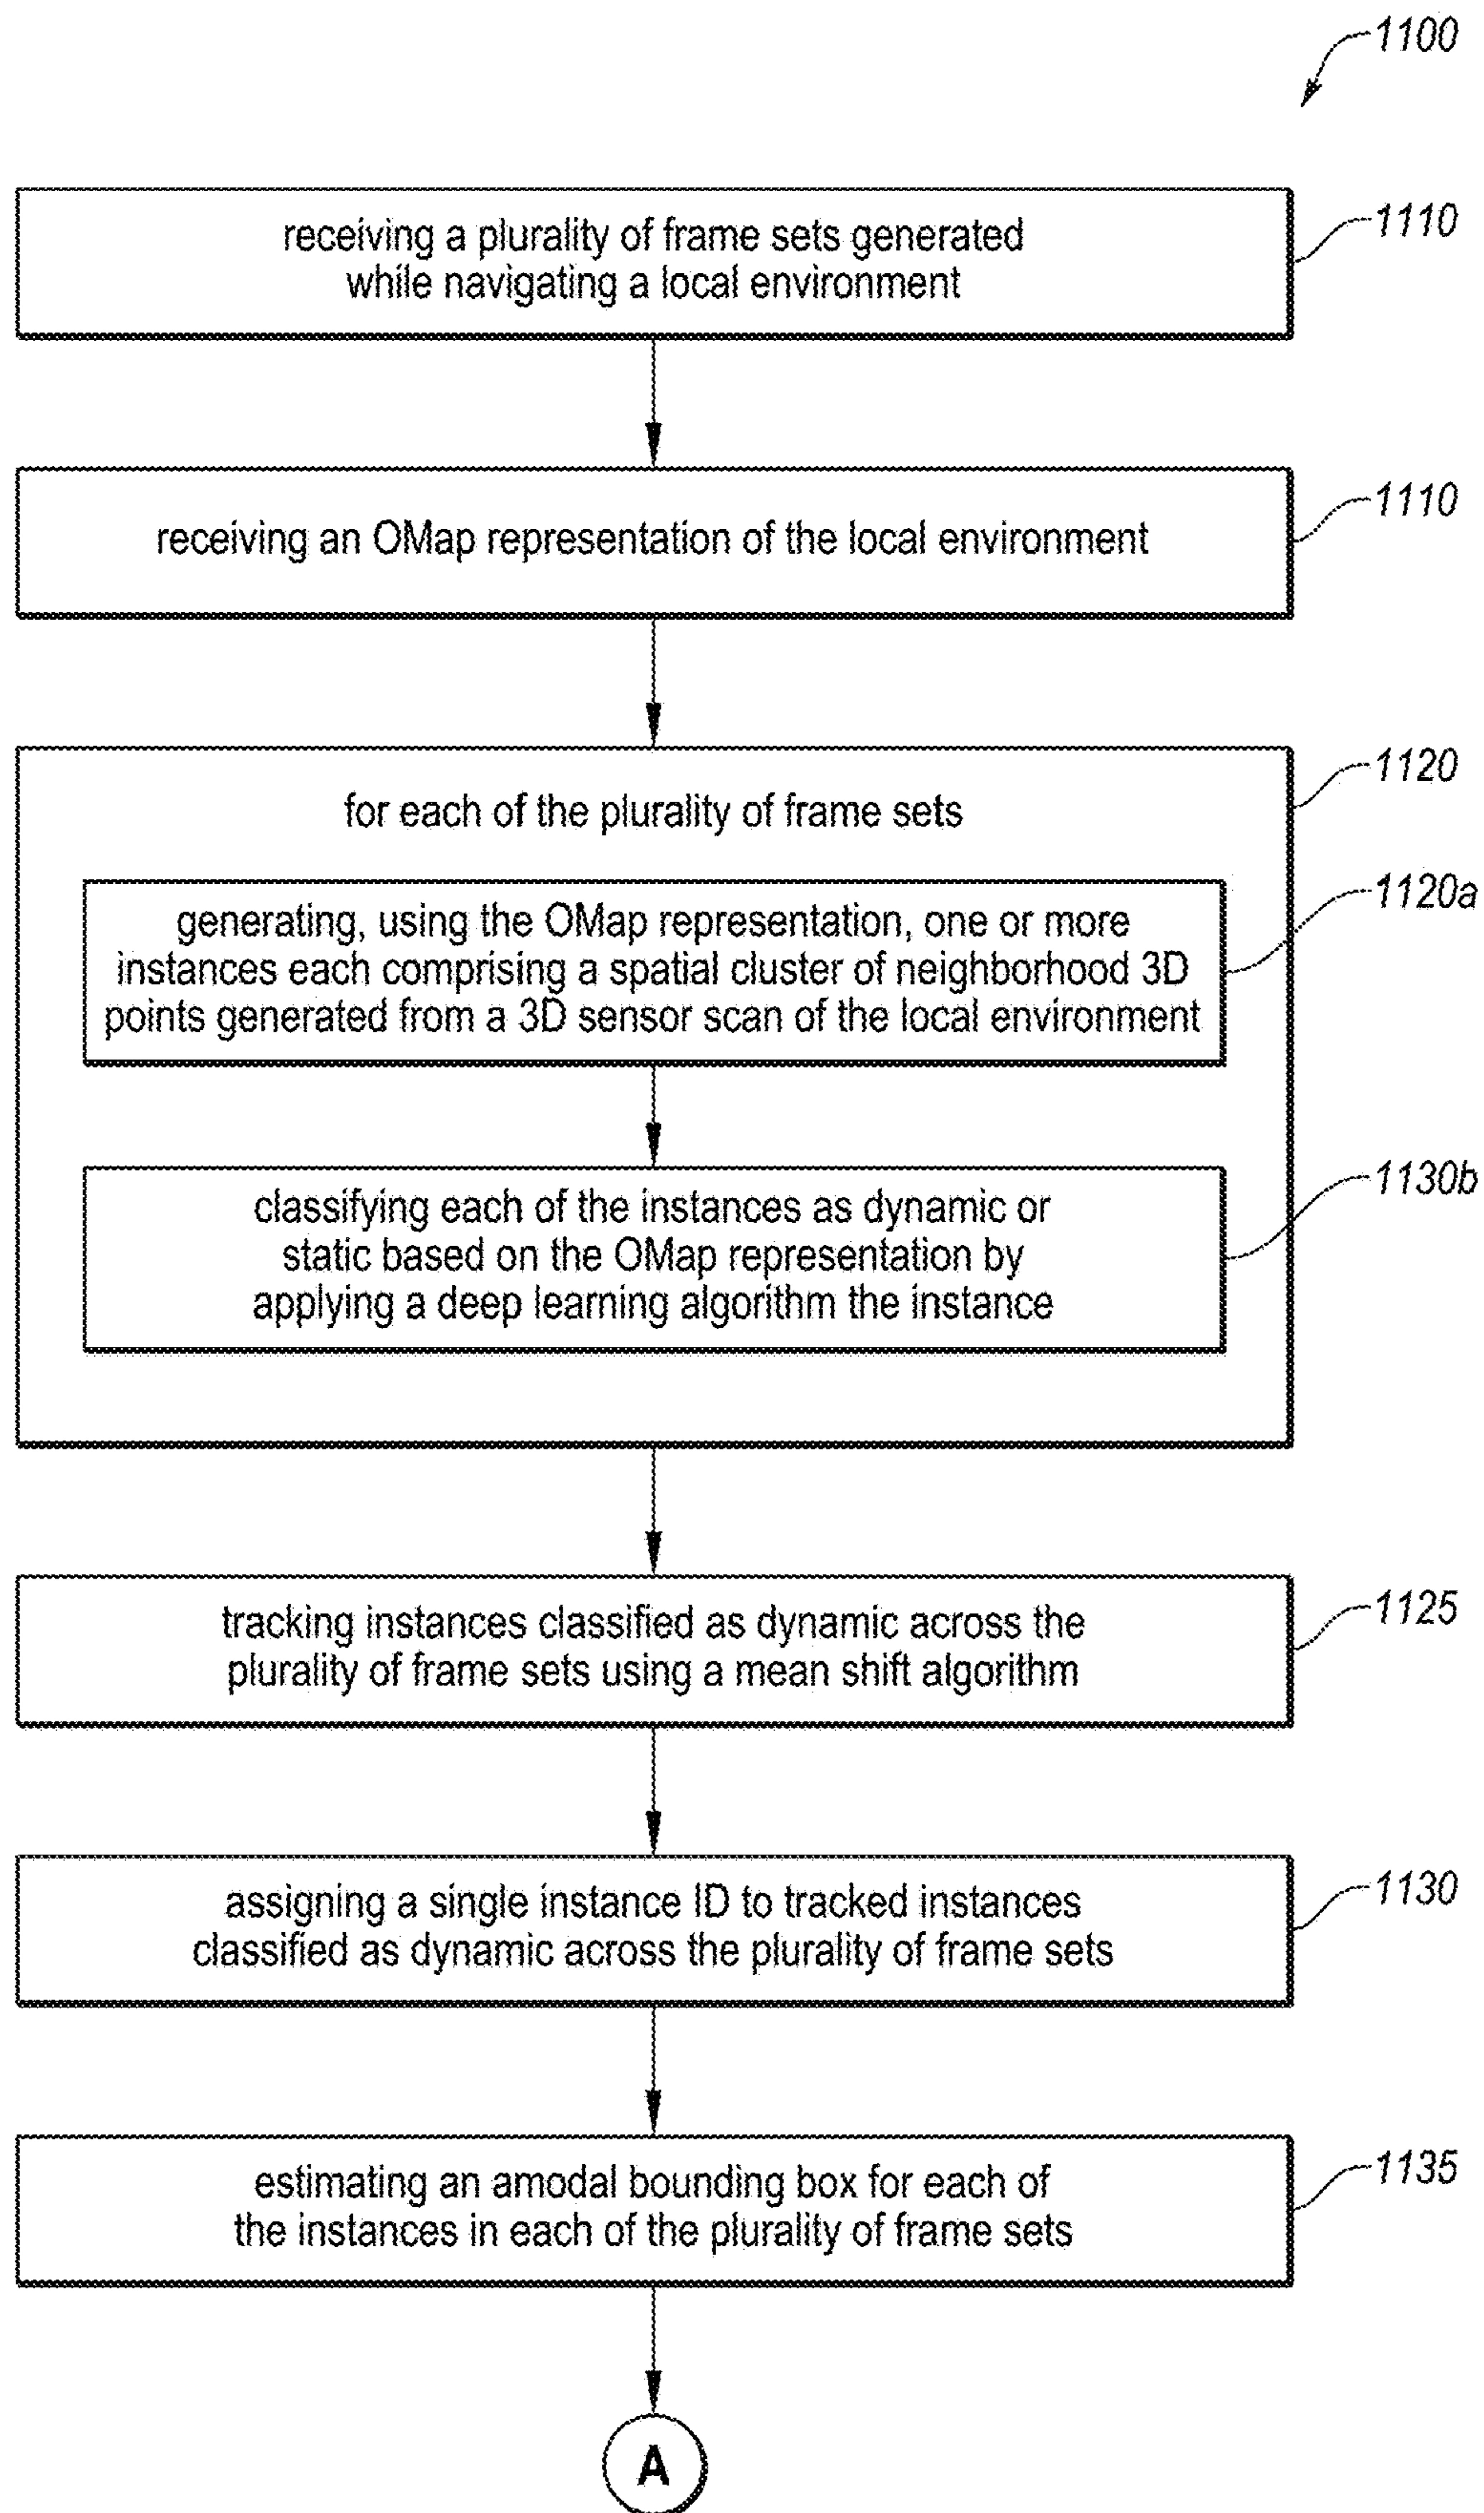 1100
receiving a plurality of frame sets generated
while navigating a local environment
1110
receiving an OMap representation of the local environment
1110
for each of the plurality of frame sets
1120
generating, using the OMap representation, one or more
instances each comprising a spatial cluster of neighborhood 3D
points generated from a 3D sensor scan of the local environment
1120a
classifying each of the instances as dynamic or
static based on the OMap representation by
applying a deep learning algorithm the instance
1130b
tracking instances classified as dynamic across the
plurality of frame sets using a mean shift algorithm
1125
assigning a single instance ID to tracked instances
classified as dynamic across the plurality of frame sets
1130
estimating an amodal bounding box for each of
the instances in each of the plurality of frame sets
1135
A